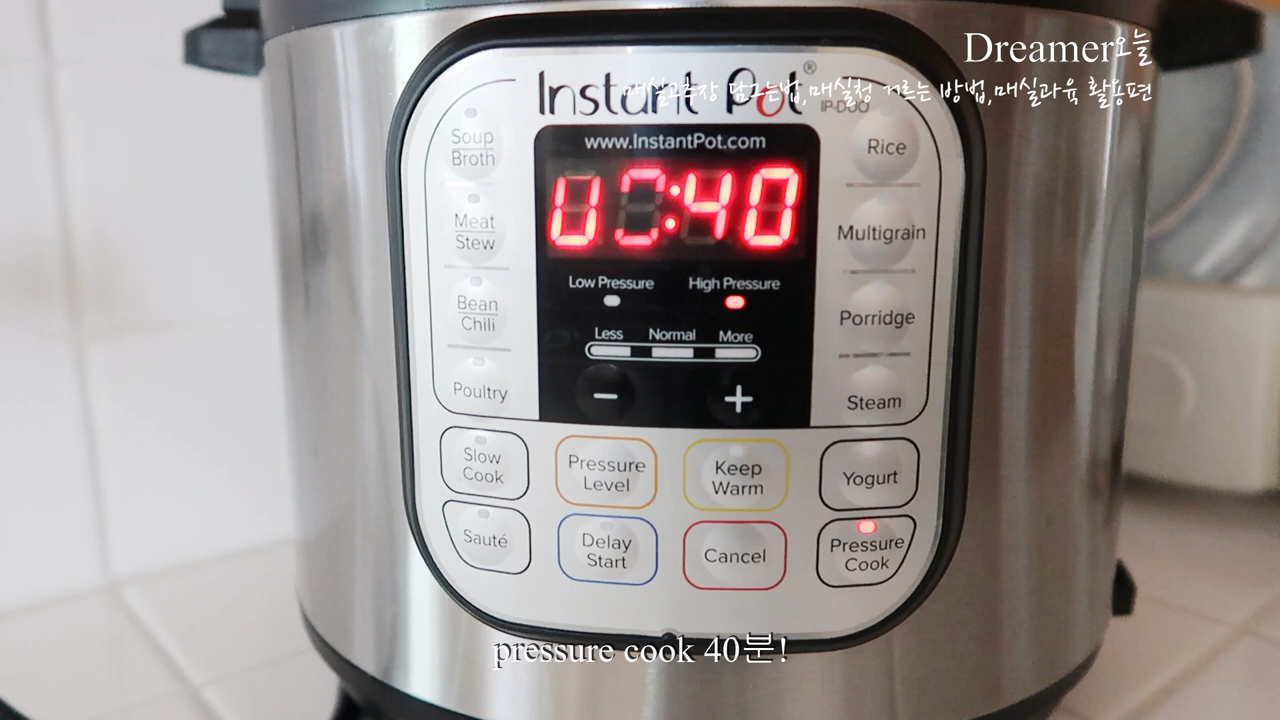 Dreamer오늘
매실고추장 담그는법,매실청 거르는 방법,매실과육 활용편
Instant Pot®
IP-DUO
www.InstantPot.com
0:40
Low Pressure High Pressure
Less Normal More
− +
Soup
Broth
Meat
Stew
Bean
Chili
Poultry
Rice
Multigrain
Porridge
Steam
Slow
Cook
Pressure
Level
Keep
Warm
Yogurt
Sauté
Delay
Start
Cancel
Pressure
Cook
pressure cook 40분!